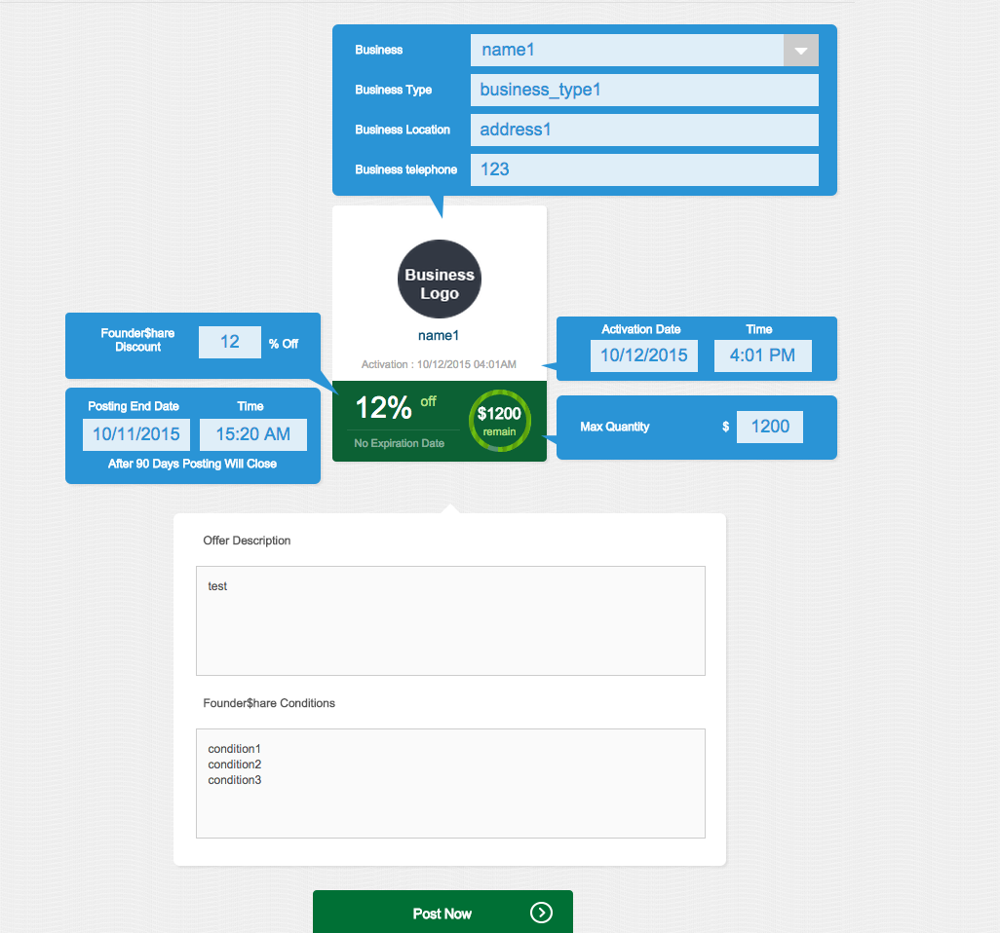 Business
name1
Business Type
business_type1
Business Location
address1
Business telephone
123
Business
Logo
name1
Activation : 10/12/2015 04:01AM
12% off
No Expiration Date
$1200
remain
Founder$hare
Discount
12
% Off
Posting End Date
Time
10/11/2015
15:20 AM
After 90 Days Posting Will Close
Activation Date
Time
10/12/2015
4:01 PM
Max Quantity
$
1200
Offer Description
test
Founder$hare Conditions
condition1
condition2
condition3
Post Now